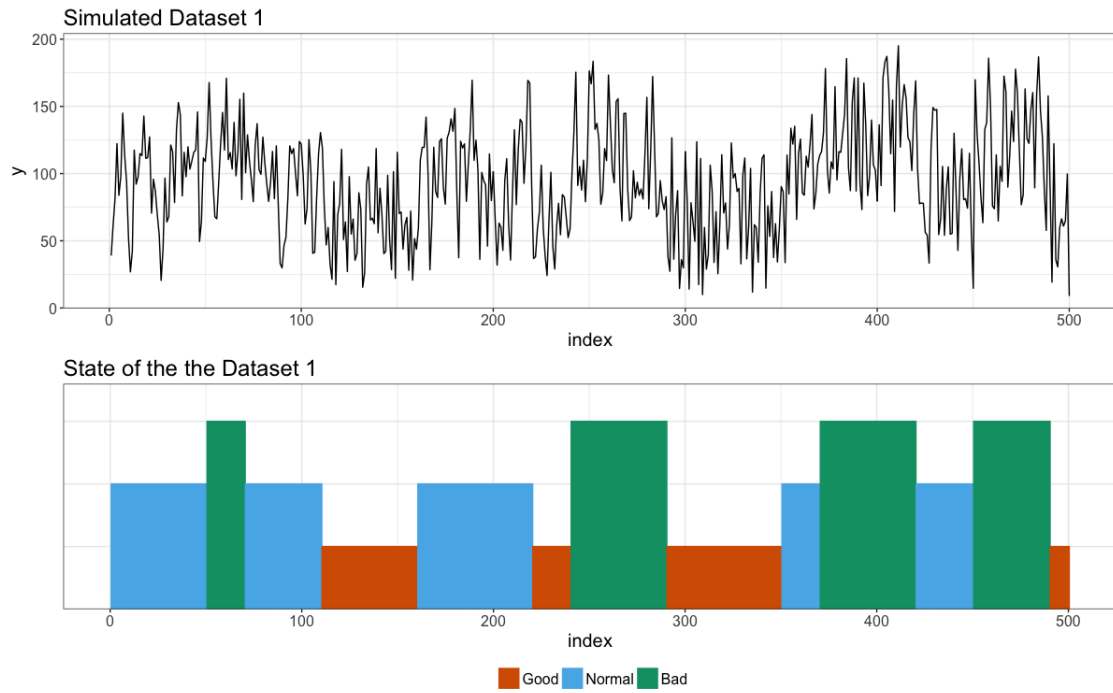 Simulated Dataset 1
200
150
100
50
0
y
0 100 200 300 400 500
index
State of the the Dataset 1
0 100 200 300 400 500
index
Good Normal Bad